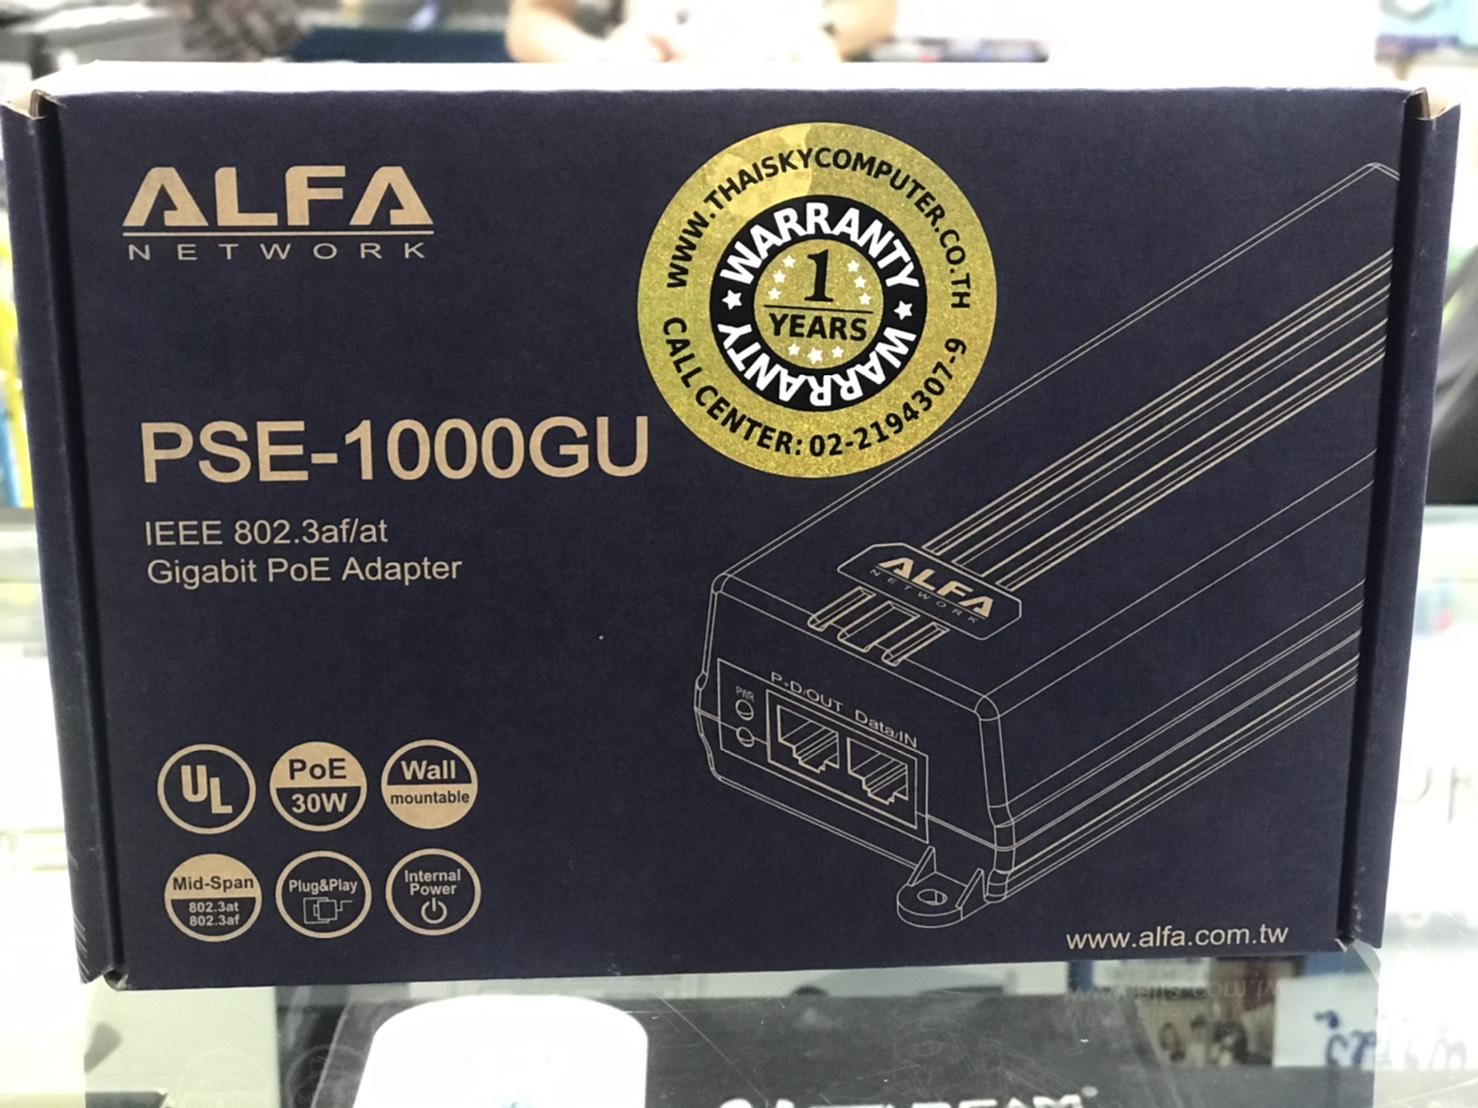 ALFA
NETWORK
WWW.THAISKYCOMPUTER.CO.TH
CALL CENTER: 02-2194307-9
WARRANTY
WARRANTY
WARRANTY
1
YEARS
PSE-1000GU
IEEE 802.3af/at
Gigabit PoE Adapter
ALFA
NETWORK
PWR
P+D/OUT
Data/IN
UL
PoE
30W
Wall
mountable
Mid-Span
802.3at
802.3af
Plug&Play
Internal
Power
www.alfa.com.tw